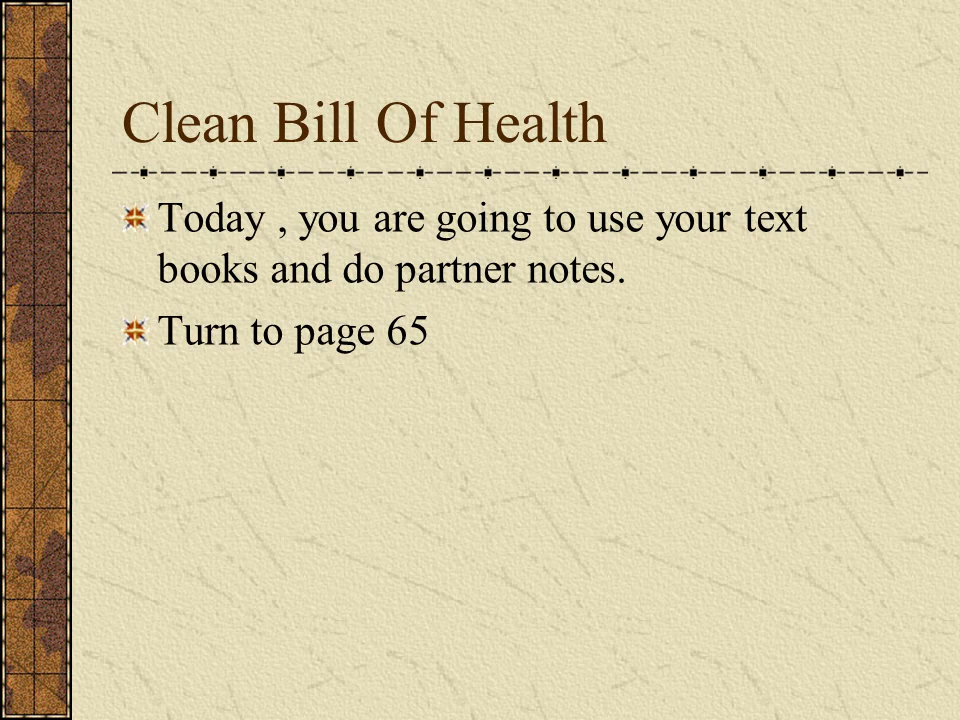 Clean Bill Of Health
Today , you are going to use your text
books and do partner notes.
Turn to page 65